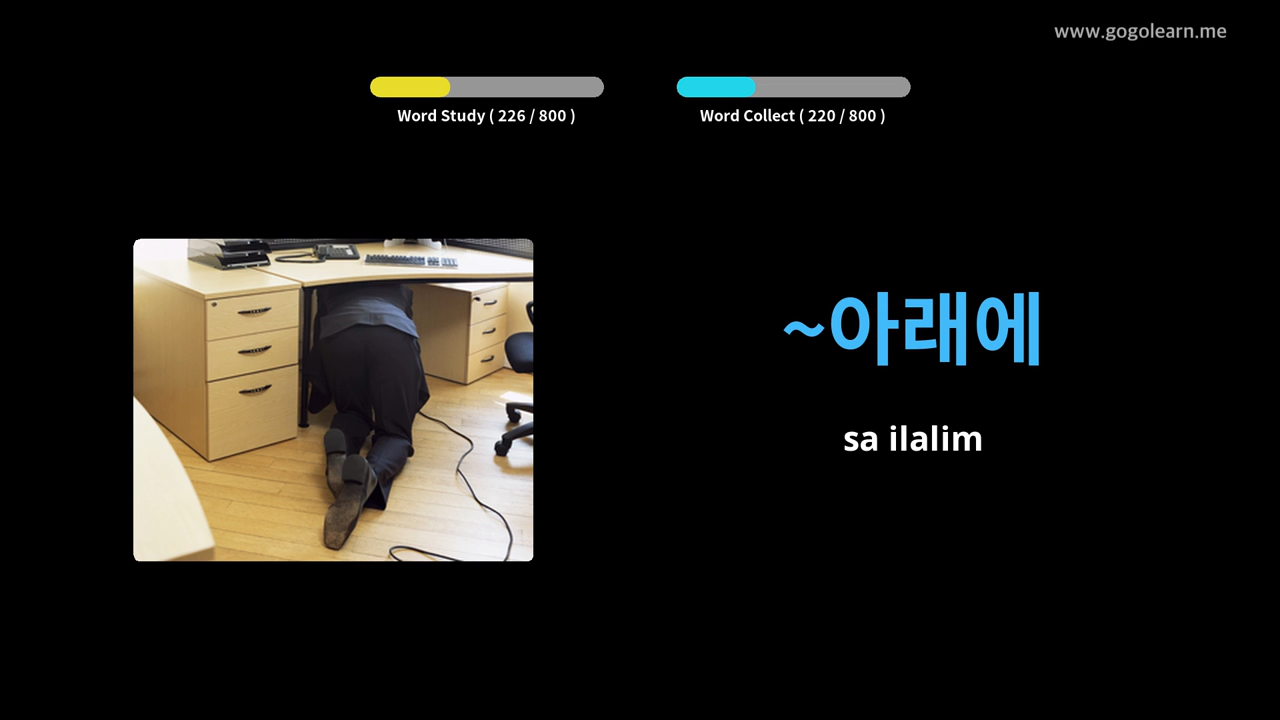 www.gogolearn.me
Word Study ( 226 / 800 )
Word Collect ( 220 / 800 )
~아래에
sa ilalim